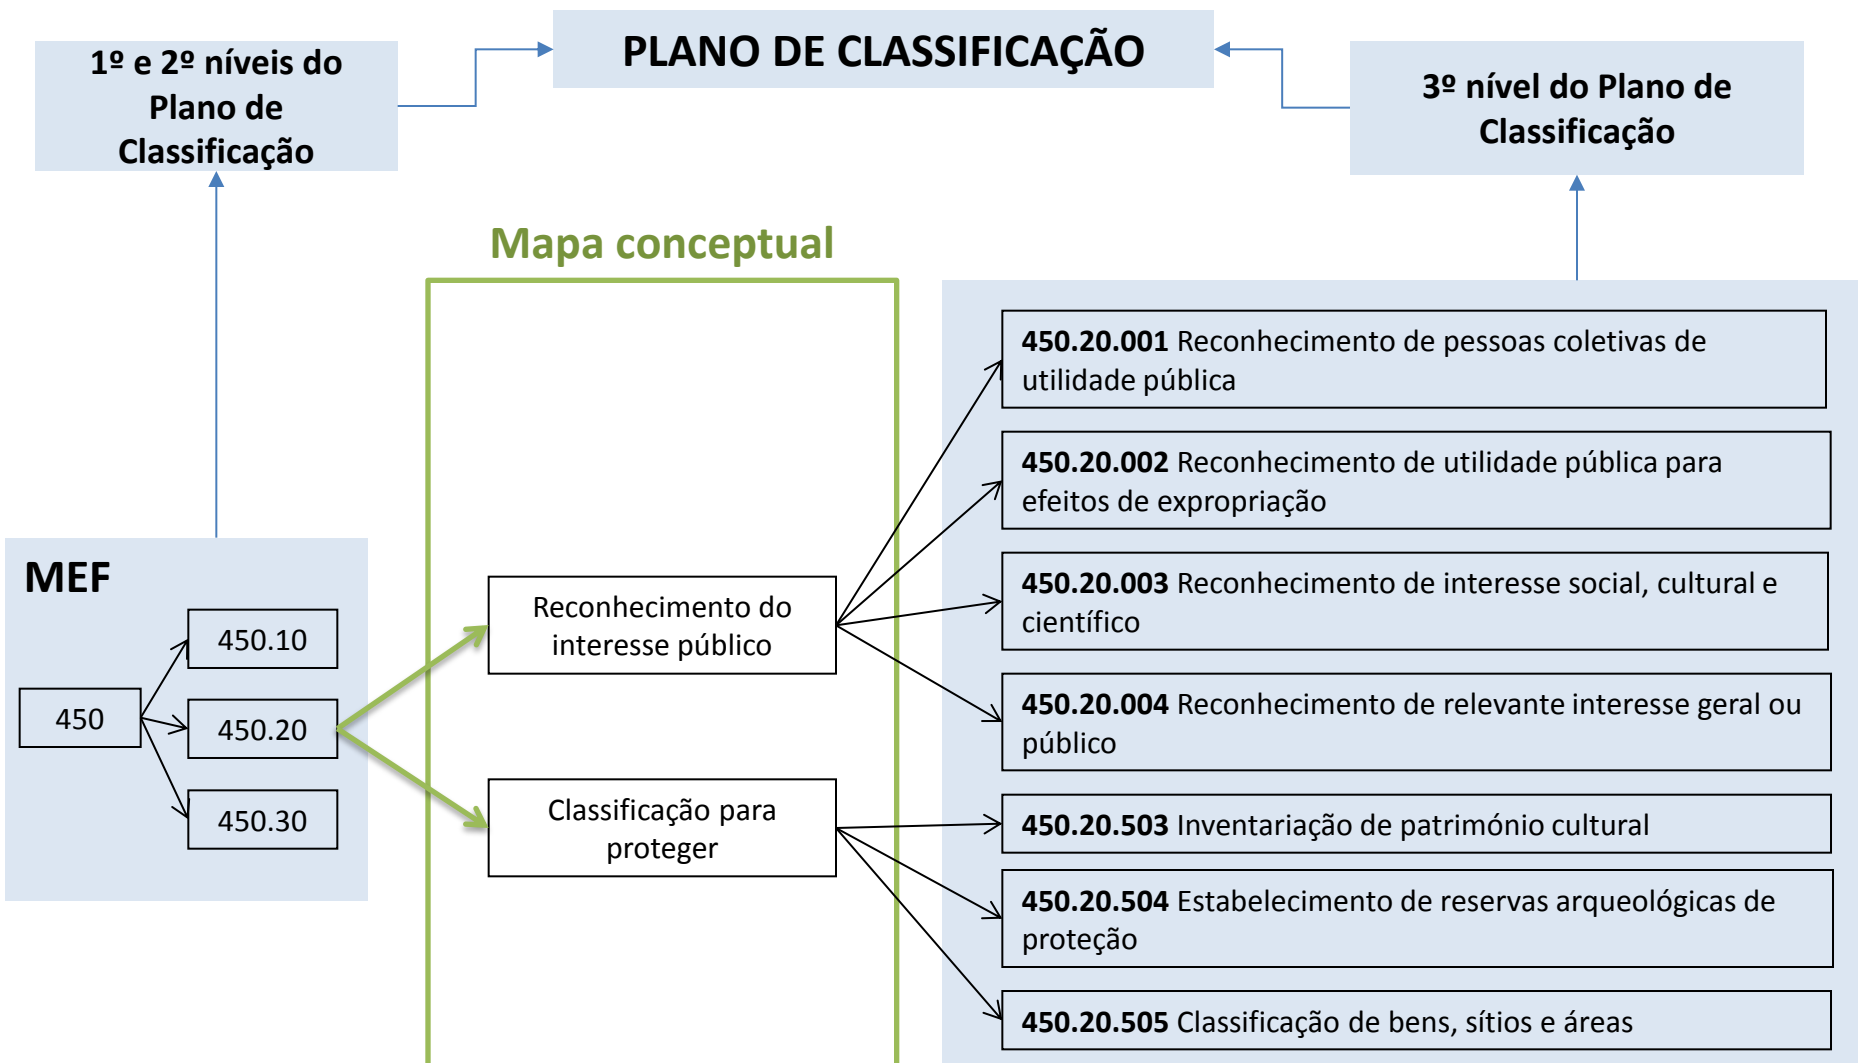 PLANO DE CLASSIFICAÇÃO
1º e 2º níveis do
Plano de
Classificação
3º nível do Plano de
Classificação
Mapa conceptual
MEF
450
450.10
450.20
450.30
Reconhecimento do
interesse público
Classificação para
proteger
450.20.001 Reconhecimento de pessoas coletivas de
utilidade pública
450.20.002 Reconhecimento de utilidade pública para
efeitos de expropriação
450.20.003 Reconhecimento de interesse social, cultural e
científico
450.20.004 Reconhecimento de relevante interesse geral ou
público
450.20.503 Inventariação de património cultural
450.20.504 Estabelecimento de reservas arqueológicas de
proteção
450.20.505 Classificação de bens, sítios e áreas